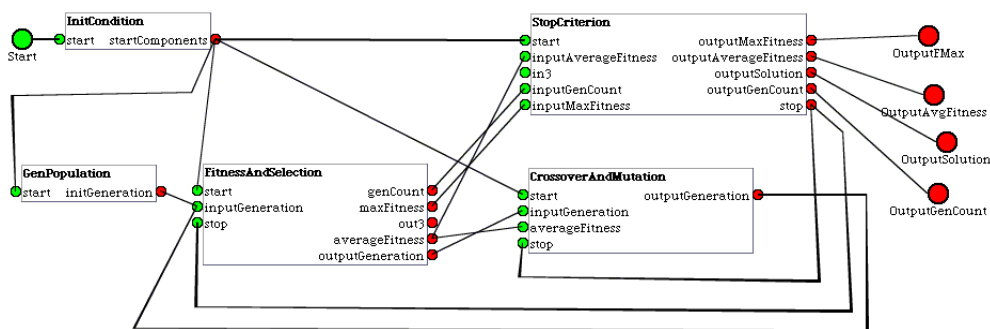 InitCondition
start startComponents
Start
StopCriterion
start outputMaxFitness
inputAverageFitness outputAverageFitness
in3 outputSolution
inputGenCount outputGenCount
inputMaxFitness stop
OutputFMax
OutputAvgFitness
OutputSolution
OutputGenCount
GenPopulation
start initGeneration
FitnessAndSelection
start genCount
inputGeneration maxFitness
stop out3
averageFitness
outputGeneration
CrossoverAndMutation
start outputGeneration
inputGeneration
averageFitness
stop